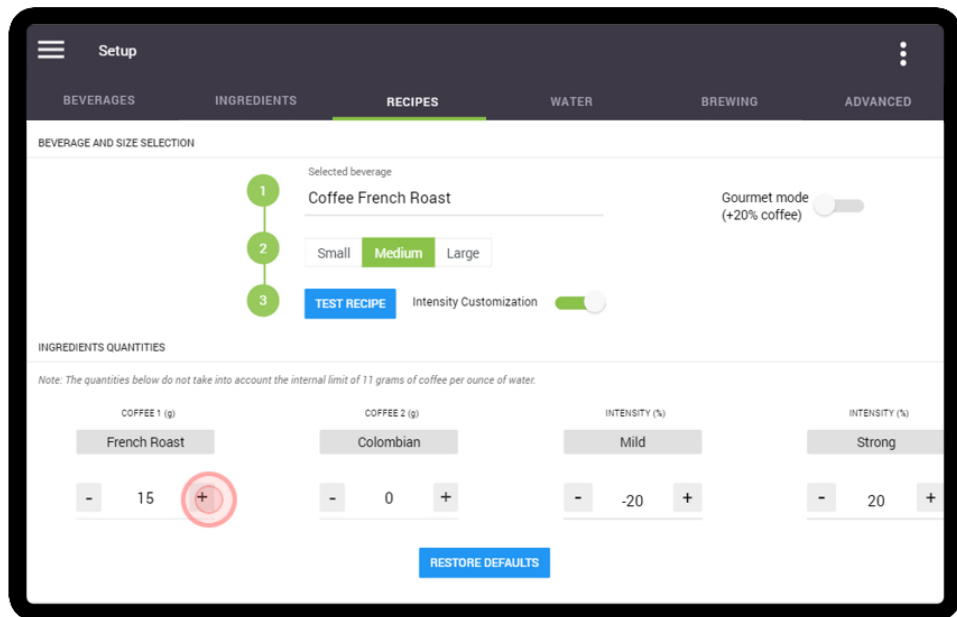 Setup
BEVERAGES INGREDIENTS RECIPES WATER BREWING ADVANCED
BEVERAGE AND SIZE SELECTION
Selected beverage
1 Coffee French Roast
Gourmet mode
(+20% coffee)
2 Small Medium Large
3 TEST RECIPE Intensity Customization
INGREDIENTS QUANTITIES
Note: The quantities below do not take into account the internal limit of 11 grams of coffee per ounce of water.
COFFEE 1 (g) COFFEE 2 (g) INTENSITY (%) INTENSITY (%)
French Roast Colombian Mild Strong
- 15 + - 0 + - -20 + - 20 +
RESTORE DEFAULTS